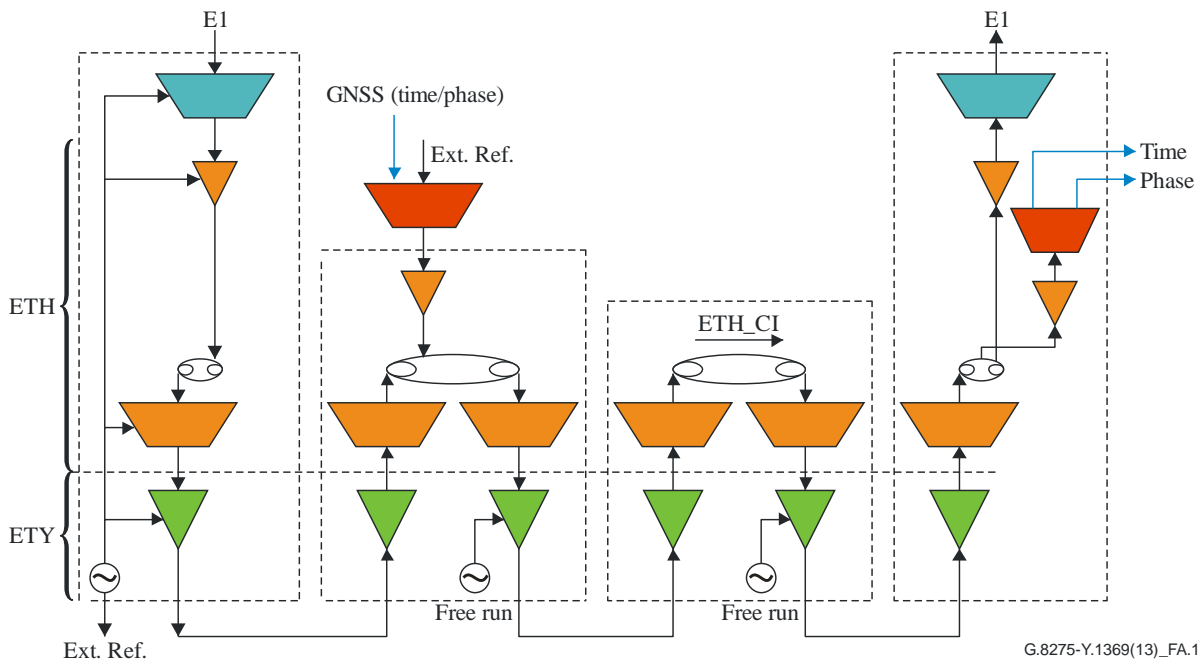 E1
E1
GNSS (time/phase)
Ext. Ref.
Time
Phase
ETH
ETH_CI
ETY
Free run
Free run
Ext. Ref.
G.8275-Y.1369(13)_FA.1